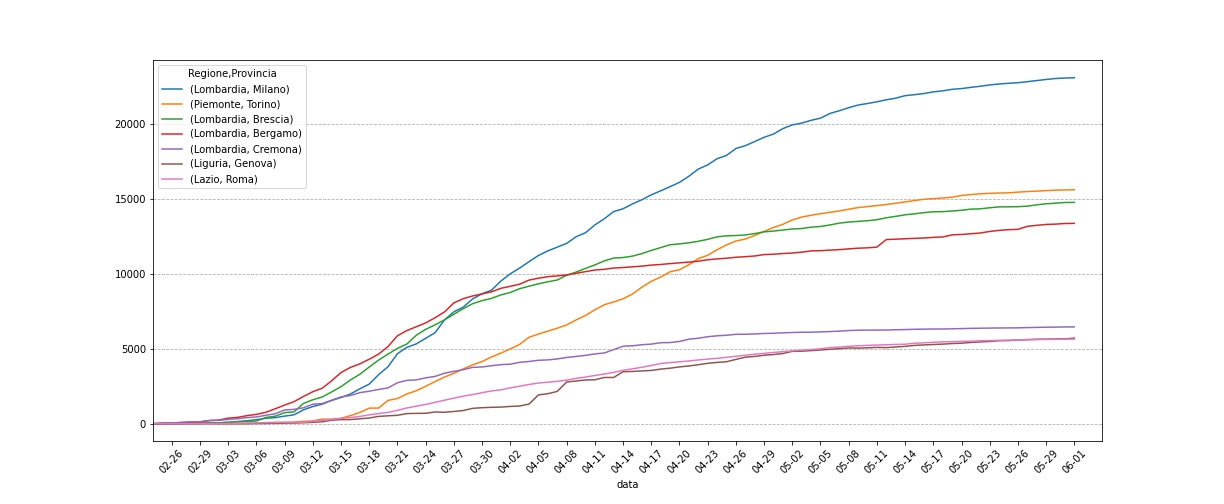 Regione,Provincia
(Lombardia, Milano)
(Piemonte, Torino)
(Lombardia, Brescia)
(Lombardia, Bergamo)
(Lombardia, Cremona)
(Liguria, Genova)
(Lazio, Roma)
20000
15000
10000
5000
0
02-26 02-29 03-03 03-06 03-09 03-12 03-15 03-18 03-21 03-24 03-27 03-30 04-02 04-05 04-08 04-11 04-14 04-17 04-20 04-23 04-26 04-29 05-02 05-05 05-08 05-11 05-14 05-17 05-20 05-23 05-26 05-29 06-01
data